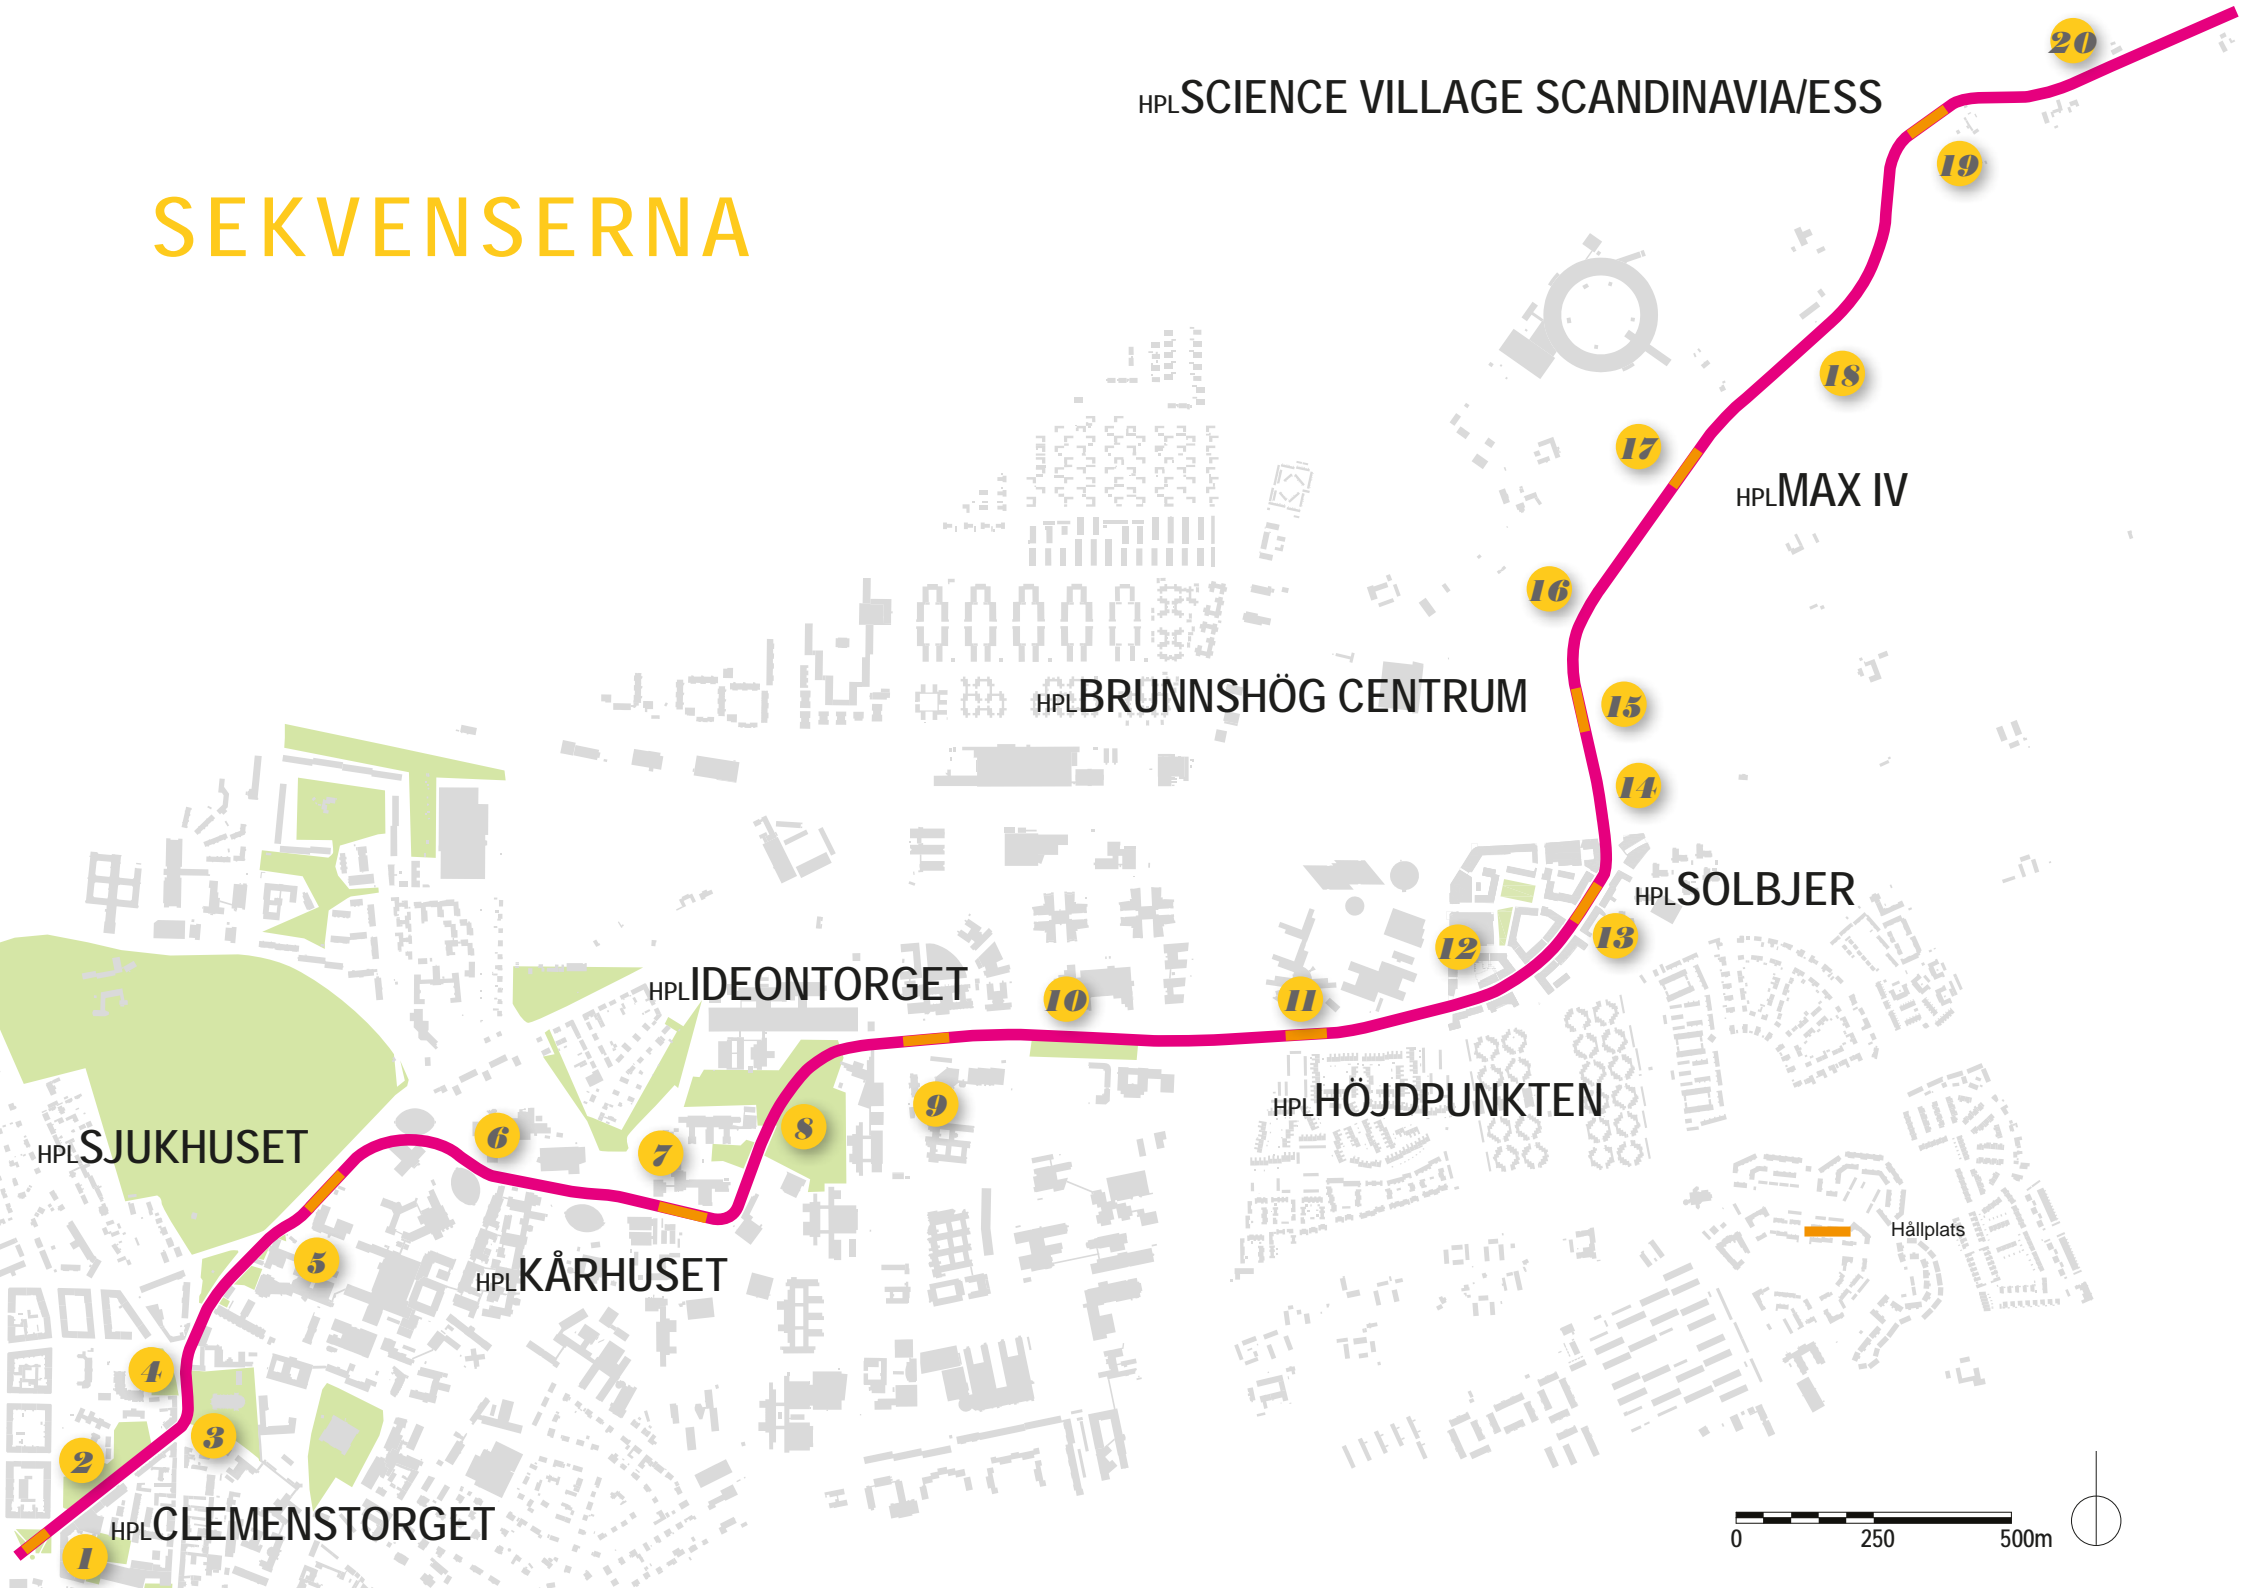 20
HPLSCIENCE VILLAGE SCANDINAVIA/ESS
19
SEKVENSERNA
18
17
HPLMAX IV
16
HPLBRUNNSHÖG CENTRUM
15
14
HPLSOLBJER
13
12
HPLIDEONTORGET
10
11
HPLHÖJDPUNKTEN
9
8
6
7
HPLSJUKHUSET
Hållplats
5
HPLKÅRHUSET
4
3
2
HPLCLEMENSTORGET
1
0 250 500m